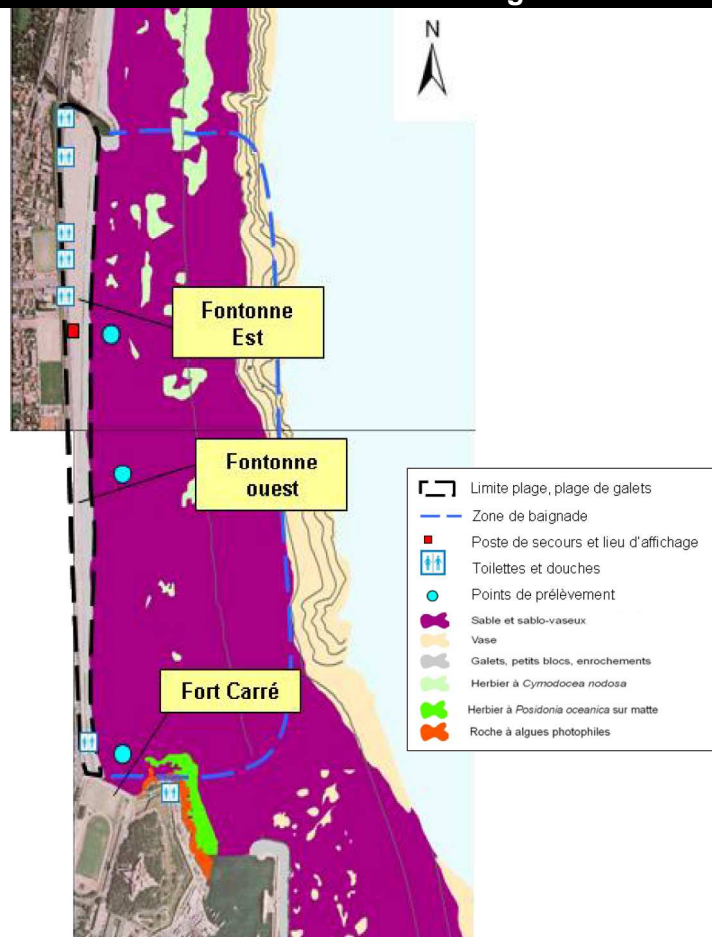 N
Fontonne
Est
Fontonne
ouest
Fort Carré
Limite plage, plage de galets
Zone de baignade
Poste de secours et lieu d'affichage
Toilettes et douches
Points de prélèvement
Sable et sablo-vaseux
Vase
Galets, petits blocs, enrochements
Herbier à Cymodocea nodosa
Herbier à Posidonia oceanica sur matte
Roche à algues photophiles